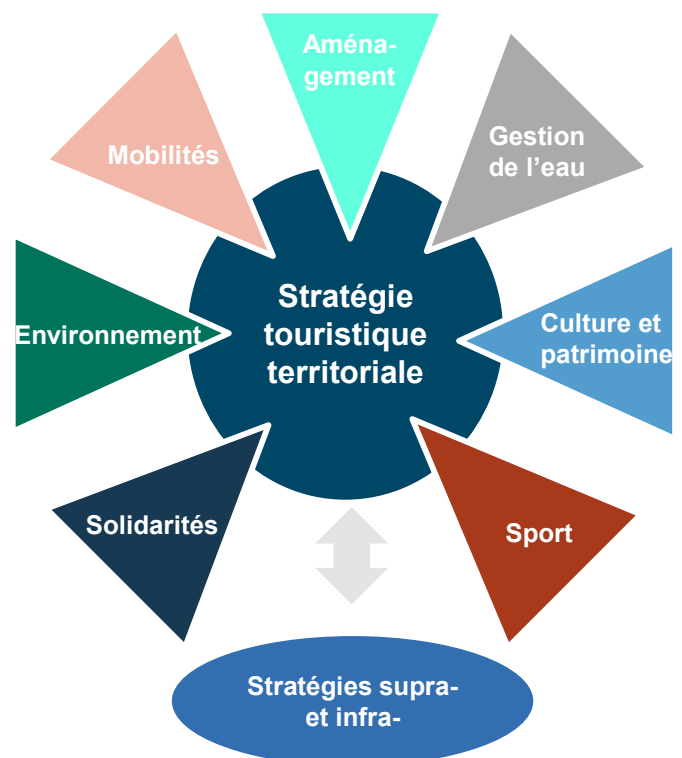 Aména-
gement
Mobilités
Gestion
de l’eau
Stratégie
touristique
territoriale
Environnement
Culture et
patrimoine
Solidarités
Sport
Stratégies supra-
et infra-